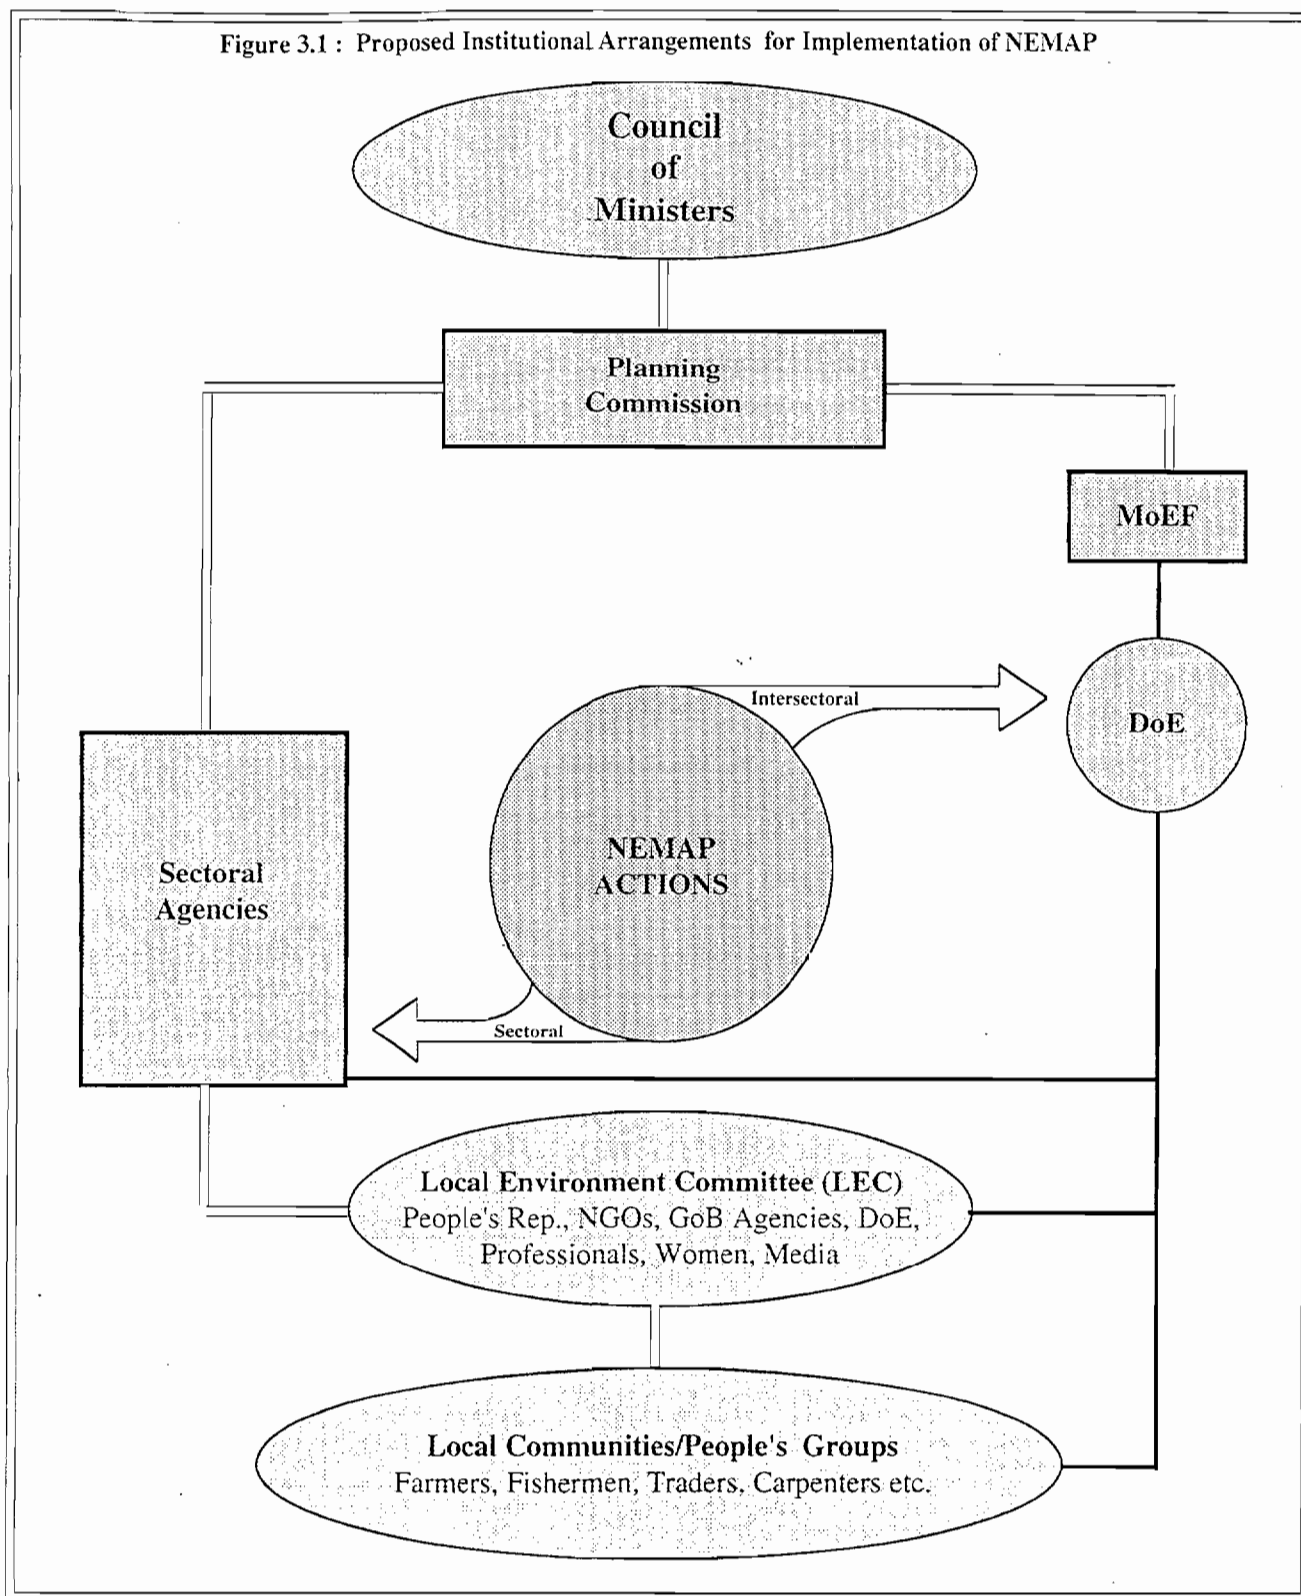 Figure 3.1 : Proposed Institutional Arrangements for Implementation of NEMAP
Council
of
Ministers
Planning
Commission
MoEF
Intersectoral
DoE
NEMAP
ACTIONS
Sectoral
Agencies
Sectoral
Local Environment Committee (LEC)
People's Rep., NGOs, GoB Agencies, DoE,
Professionals, Women, Media
Local Communities/People's Groups
Farmers, Fishermen, Traders, Carpenters etc.